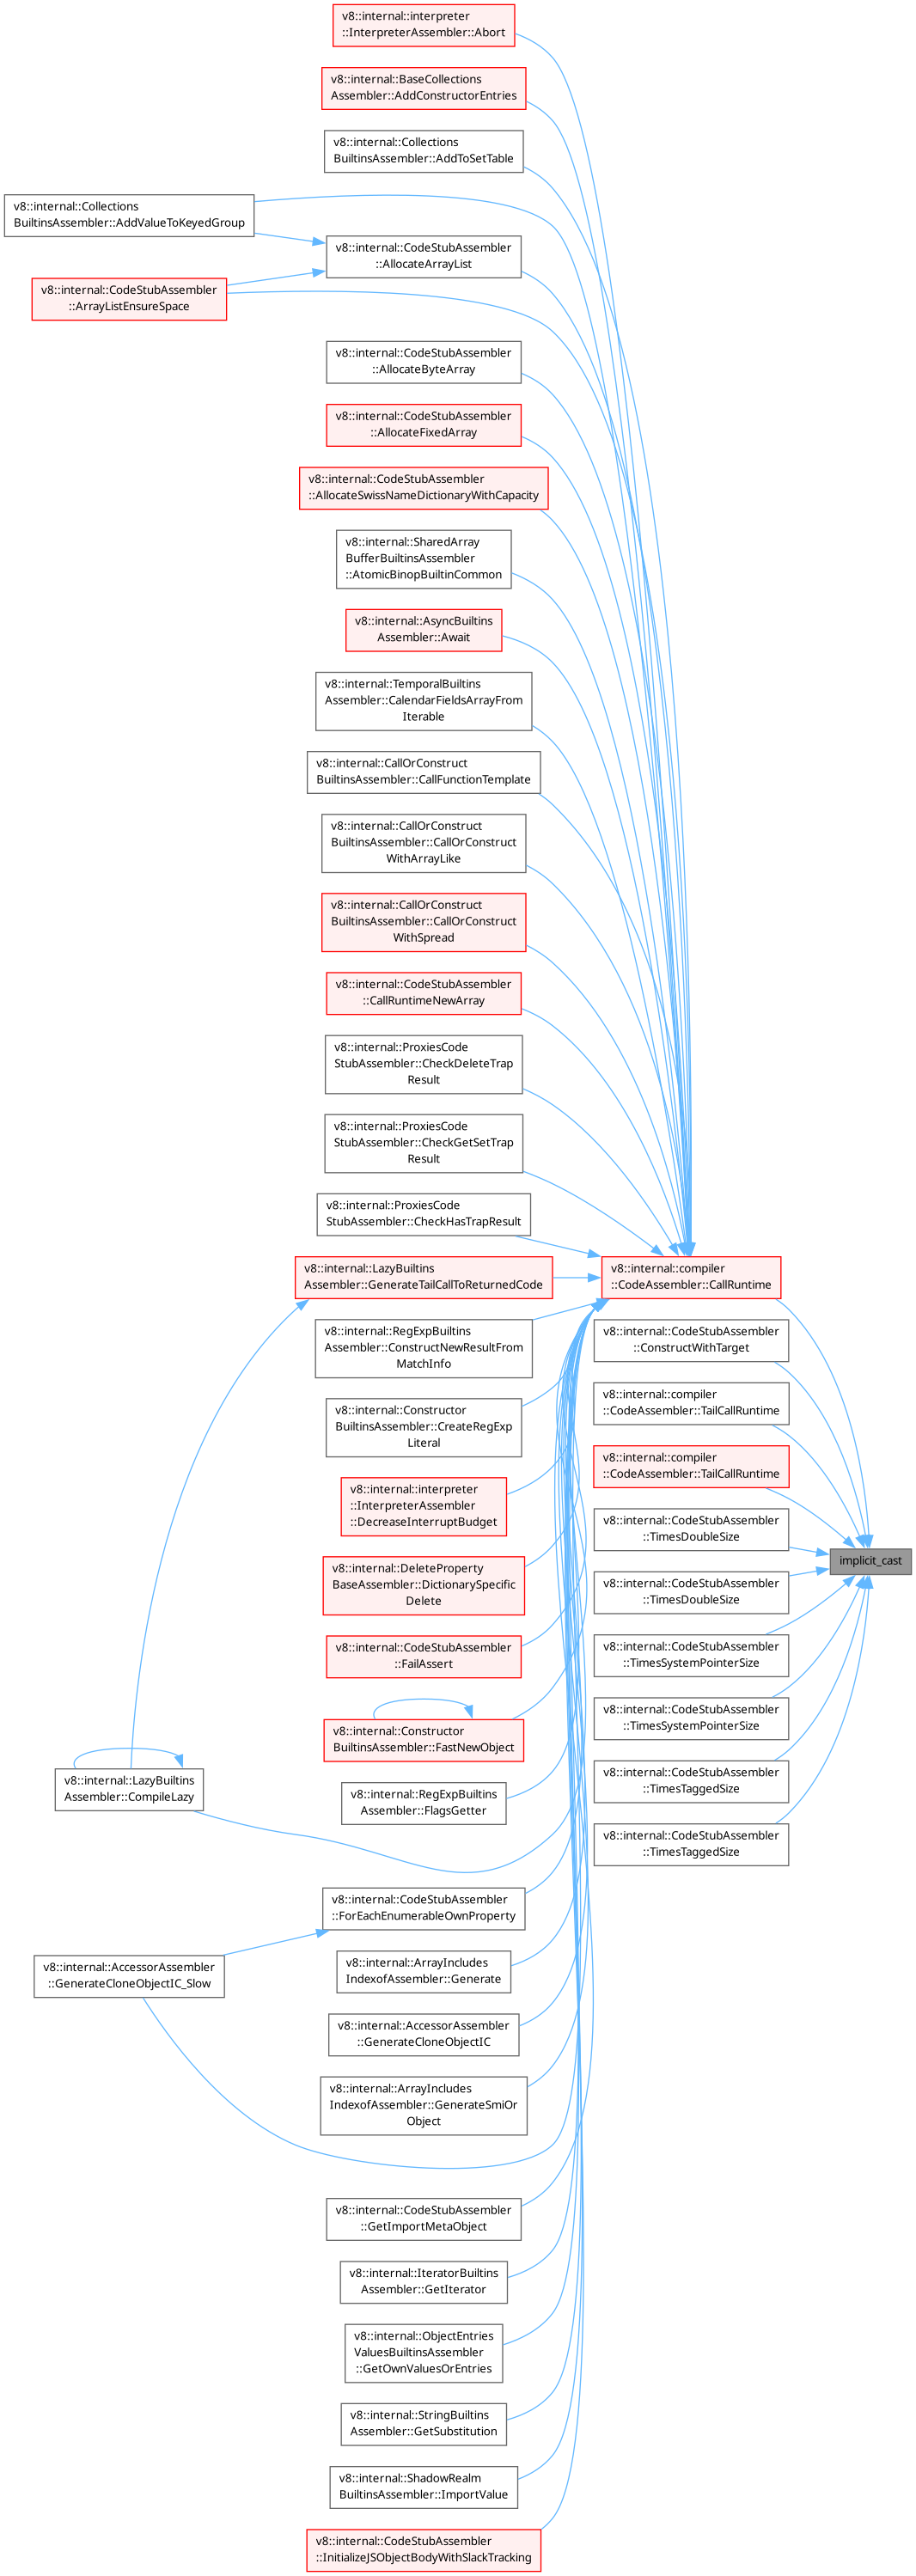 v8::internal::interpreter
::InterpreterAssembler::Abort
v8::internal::BaseCollections
Assembler::AddConstructorEntries
v8::internal::Collections
BuiltinsAssembler::AddToSetTable
v8::internal::Collections
BuiltinsAssembler::AddValueToKeyedGroup
v8::internal::CodeStubAssembler
::AllocateArrayList
v8::internal::CodeStubAssembler
::ArrayListEnsureSpace
v8::internal::CodeStubAssembler
::AllocateByteArray
v8::internal::CodeStubAssembler
::AllocateFixedArray
v8::internal::CodeStubAssembler
::AllocateSwissNameDictionaryWithCapacity
v8::internal::SharedArray
BufferBuiltinsAssembler
::AtomicBinopBuiltinCommon
v8::internal::AsyncBuiltins
Assembler::Await
v8::internal::TemporalBuiltins
Assembler::CalendarFieldsArrayFrom
Iterable
v8::internal::CallOrConstruct
BuiltinsAssembler::CallFunctionTemplate
v8::internal::CallOrConstruct
BuiltinsAssembler::CallOrConstruct
WithArrayLike
v8::internal::CallOrConstruct
BuiltinsAssembler::CallOrConstruct
WithSpread
v8::internal::CodeStubAssembler
::CallRuntimeNewArray
v8::internal::ProxiesCode
StubAssembler::CheckDeleteTrap
Result
v8::internal::ProxiesCode
StubAssembler::CheckGetSetTrap
Result
v8::internal::ProxiesCode
StubAssembler::CheckHasTrapResult
v8::internal::LazyBuiltins
Assembler::GenerateTailCallToReturnedCode
v8::internal::compiler
::CodeAssembler::CallRuntime
v8::internal::RegExpBuiltins
Assembler::ConstructNewResultFrom
MatchInfo
v8::internal::CodeStubAssembler
::ConstructWithTarget
v8::internal::Constructor
BuiltinsAssembler::CreateRegExp
Literal
v8::internal::compiler
::CodeAssembler::TailCallRuntime
v8::internal::interpreter
::InterpreterAssembler
::DecreaseInterruptBudget
v8::internal::compiler
::CodeAssembler::TailCallRuntime
v8::internal::DeleteProperty
BaseAssembler::DictionarySpecific
Delete
v8::internal::CodeStubAssembler
::TimesDoubleSize
implicit_cast
v8::internal::CodeStubAssembler
::TimesDoubleSize
v8::internal::CodeStubAssembler
::FailAssert
v8::internal::CodeStubAssembler
::TimesSystemPointerSize
v8::internal::Constructor
BuiltinsAssembler::FastNewObject
v8::internal::CodeStubAssembler
::TimesSystemPointerSize
v8::internal::LazyBuiltins
Assembler::CompileLazy
v8::internal::RegExpBuiltins
Assembler::FlagsGetter
v8::internal::CodeStubAssembler
::TimesTaggedSize
v8::internal::CodeStubAssembler
::TimesTaggedSize
v8::internal::CodeStubAssembler
::ForEachEnumerableOwnProperty
v8::internal::AccessorAssembler
::GenerateCloneObjectIC_Slow
v8::internal::ArrayIncludes
IndexofAssembler::Generate
v8::internal::AccessorAssembler
::GenerateCloneObjectIC
v8::internal::ArrayIncludes
IndexofAssembler::GenerateSmiOr
Object
v8::internal::CodeStubAssembler
::GetImportMetaObject
v8::internal::IteratorBuiltins
Assembler::GetIterator
v8::internal::ObjectEntries
ValuesBuiltinsAssembler
::GetOwnValuesOrEntries
v8::internal::StringBuiltins
Assembler::GetSubstitution
v8::internal::ShadowRealm
BuiltinsAssembler::ImportValue
v8::internal::CodeStubAssembler
::InitializeJSObjectBodyWithSlackTracking